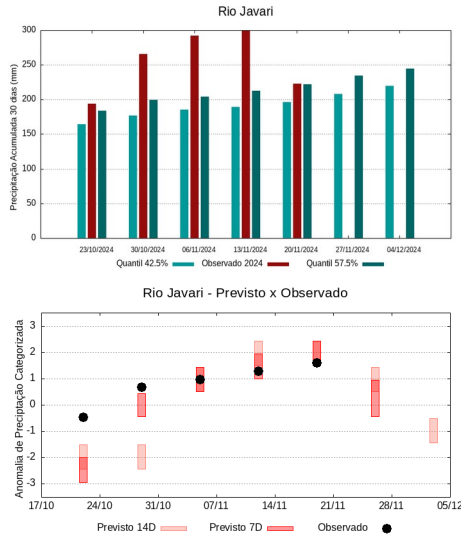 Rio Javari
Precipitação Acumulada 30 dias (mm)
300
250
200
150
100
50
0
23/10/2024 30/10/2024 06/11/2024 13/11/2024 20/11/2024 27/11/2024 04/12/2024
Quantil 42.5% Observado 2024 Quantil 57.5%
Rio Javari - Previsto x Observado
Anomalia de Preciptação Categorizada
3
2
1
0
-1
-2
-3
17/10 24/10 31/10 07/11 14/11 21/11 28/11 05/12
Previsto 14D Previsto 7D Observado